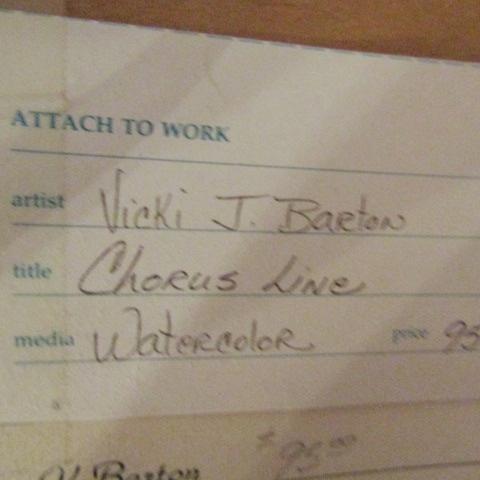 ATTACH TO WORK
artist Vicki J. Barton
title Chorus Line
media Watercolor price 95
$95.00
Barton